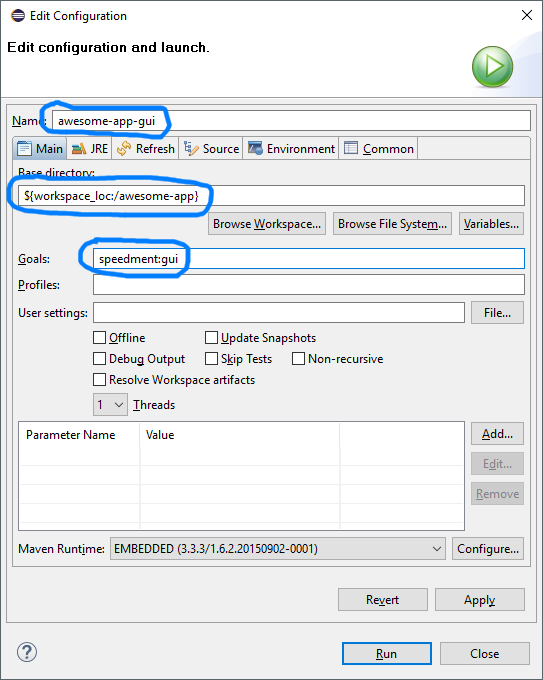 Edit Configuration
Edit configuration and launch.
Name: awesome-app-gui
Main JRE Refresh Source Environment Common
Base directory:
${workspace_loc:/awesome-app}
Browse Workspace... Browse File System... Variables...
Goals: speedment:gui
Profiles:
User settings: File...
Offline Update Snapshots
Debug Output Skip Tests Non-recursive
Resolve Workspace artifacts
1 Threads
Parameter Name Value Add...
Edit...
Remove
Maven Runtime: EMBEDDED (3.3.3/1.6.2.20150902-0001) Configure...
Revert Apply
? Run Close